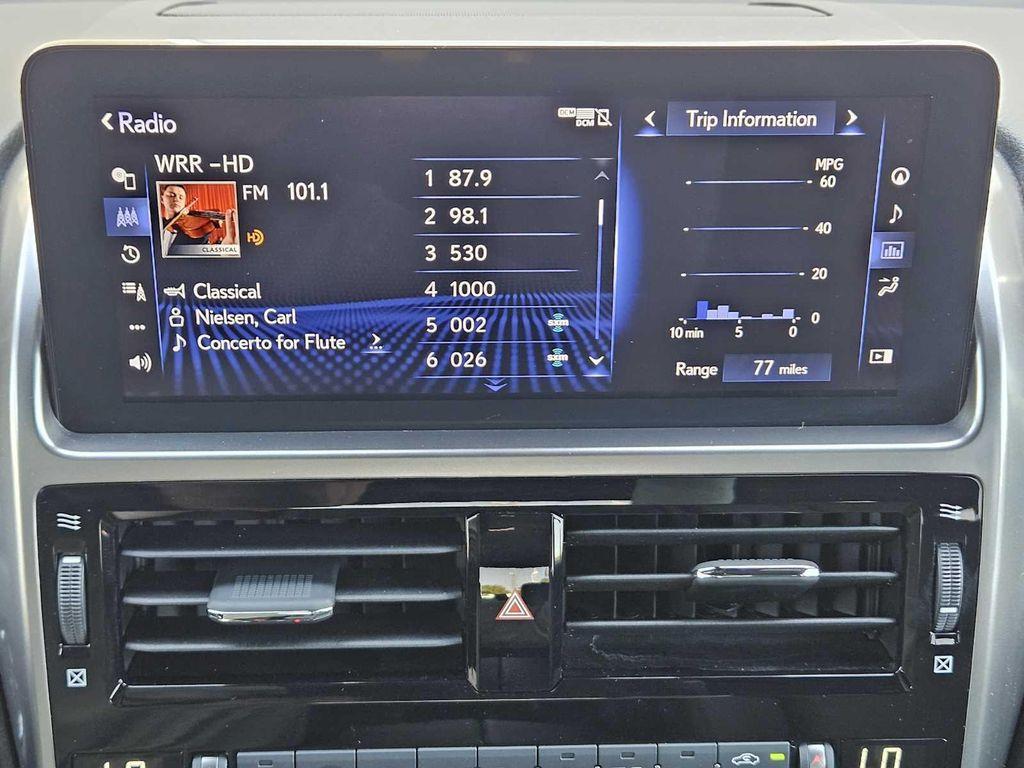 Radio
DCM
DCM
Trip Information
WRR -HD
FM 101.1
HD
CLASSICAL
Classical
Nielsen, Carl
Concerto for Flute
1 87.9
2 98.1
3 530
4 1000
5 002 sxm
6 026 sxm
MPG
60
40
20
0
10 min 5 0
Range 77 miles